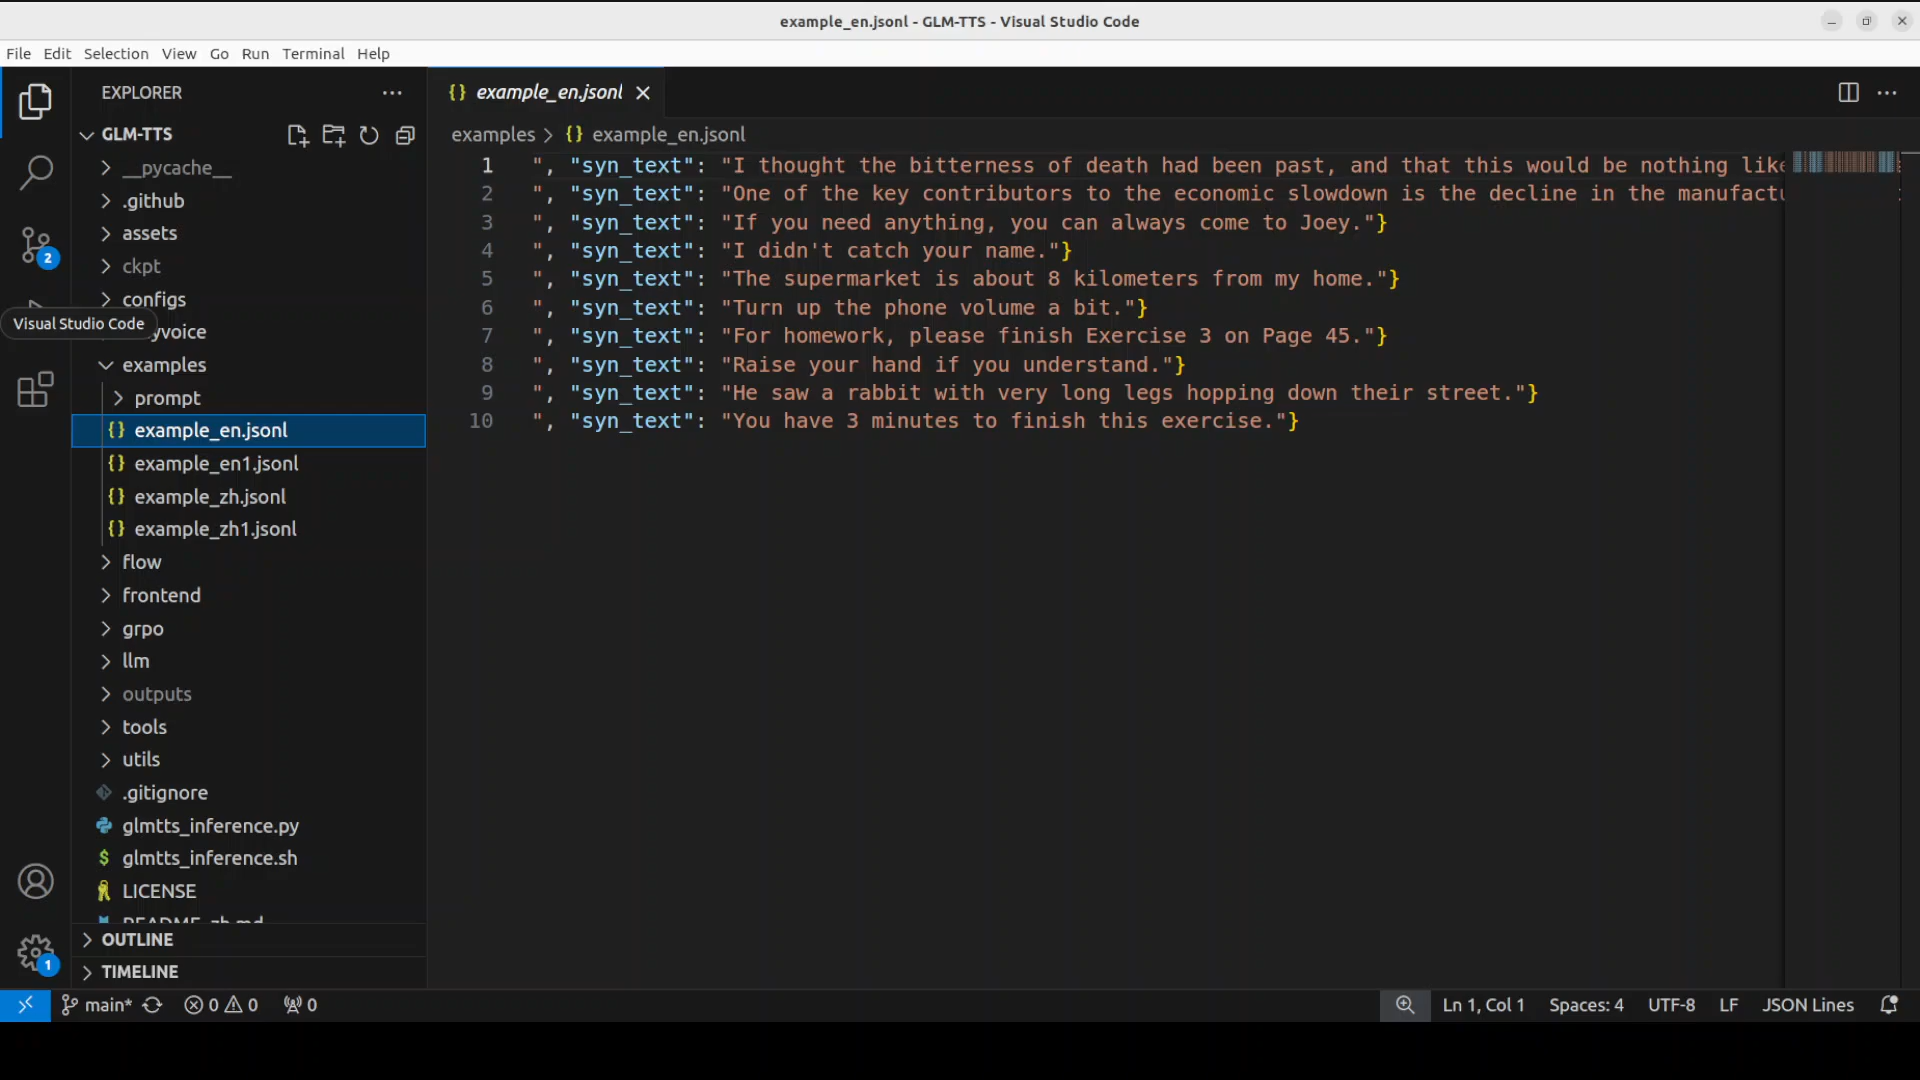 example_en.jsonl - GLM-TTS - Visual Studio Code
File Edit Selection View Go Run Terminal Help
EXPLORER
GLM-TTS
__pycache__
.github
assets
ckpt
configs
Visual Studio Code
yvoice
examples
prompt
example_en.jsonl
example_en1.jsonl
example_zh.jsonl
example_zh1.jsonl
flow
frontend
grpo
llm
outputs
tools
utils
.gitignore
glmtts_inference.py
glmtts_inference.sh
LICENSE
README_zh.md
OUTLINE
TIMELINE
2
1
example_en.jsonl
examples > example_en.jsonl
1 ", "syn_text": "I thought the bitterness of death had been past, and that this would be nothing like
2 ", "syn_text": "One of the key contributors to the economic slowdown is the decline in the manufactu
3 ", "syn_text": "If you need anything, you can always come to Joey."}
4 ", "syn_text": "I didn't catch your name."}
5 ", "syn_text": "The supermarket is about 8 kilometers from my home."}
6 ", "syn_text": "Turn up the phone volume a bit."}
7 ", "syn_text": "For homework, please finish Exercise 3 on Page 45."}
8 ", "syn_text": "Raise your hand if you understand."}
9 ", "syn_text": "He saw a rabbit with very long legs hopping down their street."}
10 ", "syn_text": "You have 3 minutes to finish this exercise."}
main* 0 0 0 Ln 1, Col 1 Spaces: 4 UTF-8 LF JSON Lines